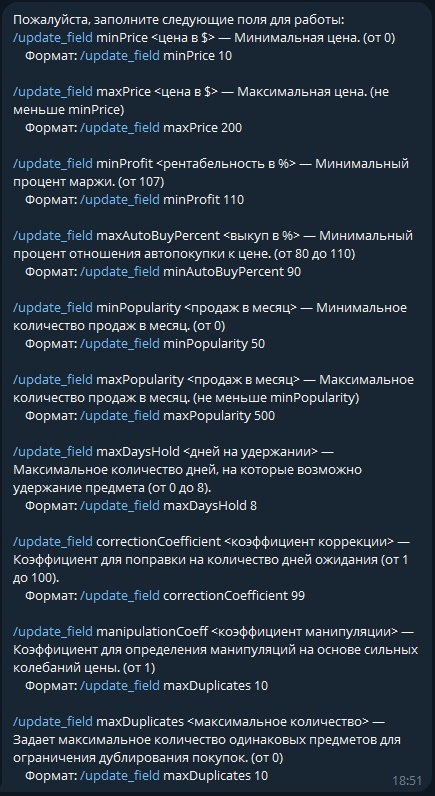 Пожалуйста, заполните следующие поля для работы:
/update_field minPrice <цена в $> — Минимальная цена. (от 0)
Формат: /update_field minPrice 10
/update_field maxPrice <цена в $> — Максимальная цена. (не
меньше minPrice)
Формат: /update_field maxPrice 200
/update_field minProfit <рентабельность в %> — Минимальный
процент маржи. (от 107)
Формат: /update_field minProfit 110
/update_field maxAutoBuyPercent <выкуп в %> — Минимальный
процент отношения автопокупки к цене. (от 80 до 110)
Формат: /update_field minAutoBuyPercent 90
/update_field minPopularity <продаж в месяц> — Минимальное
количество продаж в месяц. (от 0)
Формат: /update_field minPopularity 50
/update_field maxPopularity <продаж в месяц> — Максимальное
количество продаж в месяц. (не меньше minPopularity)
Формат: /update_field maxPopularity 500
/update_field maxDaysHold <дней на удержании> —
Максимальное количество дней, на которые возможно
удержание предмета (от 0 до 8).
Формат: /update_field maxDaysHold 8
/update_field correctionCoefficient <коэффициент коррекции> —
Коэффициент для поправки на количество дней ожидания (от 1
до 100).
Формат: /update_field correctionCoefficient 99
/update_field manipulationCoeff <коэффициент манипуляции> —
Коэффициент для определения манипуляций на основе сильных
колебаний цены. (от 1)
Формат: /update_field maxDuplicates 10
/update_field maxDuplicates <максимальное количество> —
Задает максимальное количество одинаковых предметов для
ограничения дублирования покупок. (от 0)
Формат: /update_field maxDuplicates 10
18:51